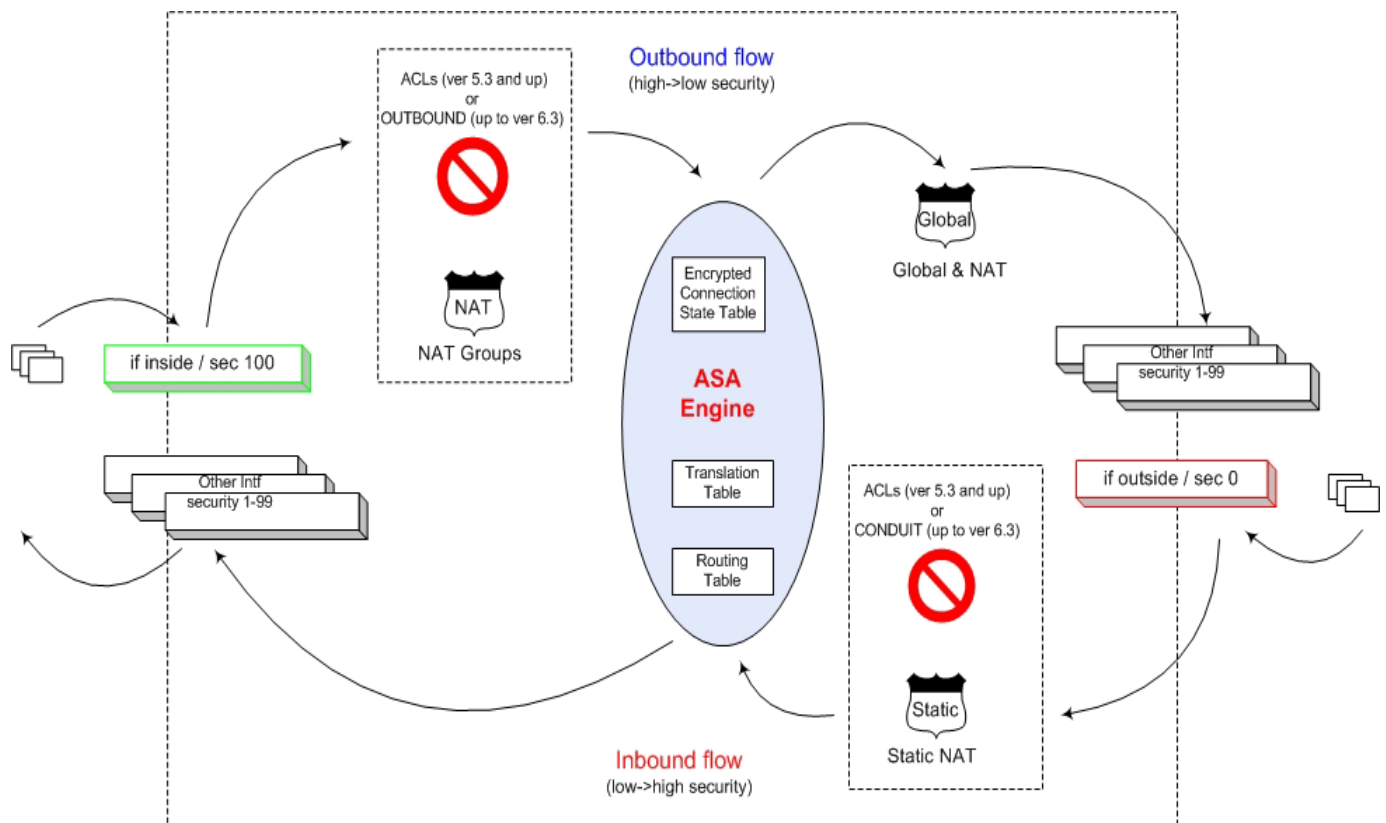 Outbound flow
(high->low security)
ACLs (ver 5.3 and up)
or
OUTBOUND (up to ver 6.3)
NAT
NAT Groups
Global
Global & NAT
Encrypted
Connection
State Table
ASA
Engine
Translation
Table
Routing
Table
if inside / sec 100
Other Intf
security 1-99
Other Intf
security 1-99
if outside / sec 0
ACLs (ver 5.3 and up)
or
CONDUIT (up to ver 6.3)
Static
Static NAT
Inbound flow
(low->high security)